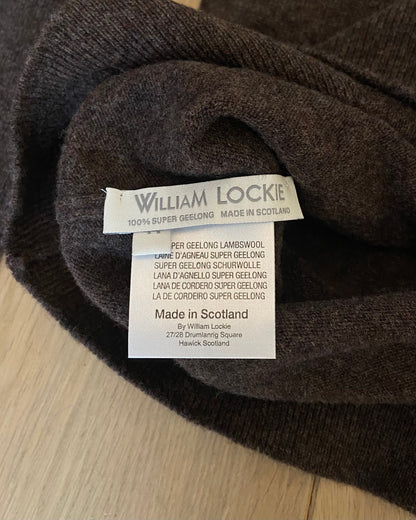 WILLIAM LOCKIE
100% SUPER GEELONG MADE IN SCOTLAND
SUPER GEELONG LAMBSWOOL
LAINE D'AGNEAU SUPER GEELONG
SUPER GEELONG SCHURWOLLE
LANA D'AGNELLO SUPER GEELONG
LANA DE CORDERO SUPER GEELONG
LA DE CORDEIRO SUPER GEELONG
Made in Scotland
By William Lockie
27/28 Drumlanrig Square
Hawick Scotland